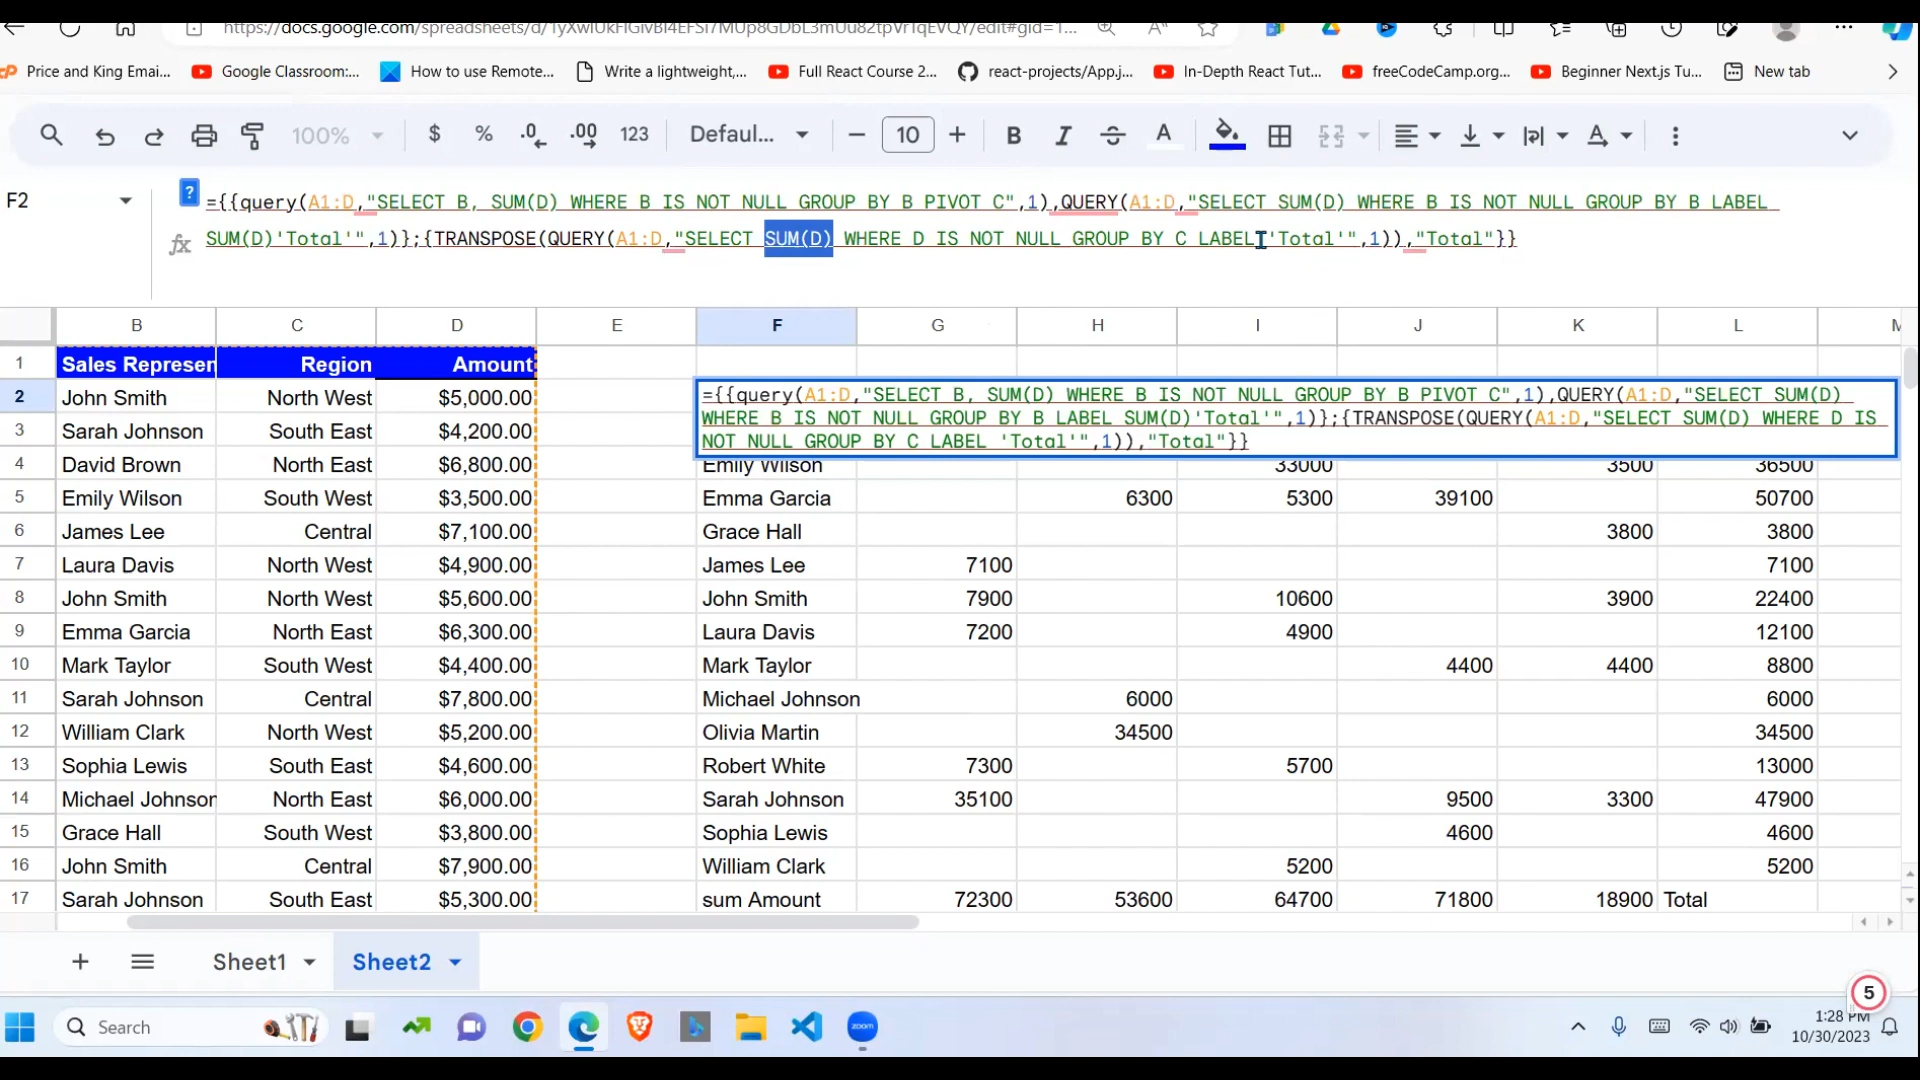 Price and King Emai...
Google Classroom:...
How to use Remote...
Write a lightweight,...
Full React Course 2...
react-projects/App.j...
In-Depth React Tut...
freeCodeCamp.org...
Beginner Next.js Tu...
New tab
100% $ % .0 .00 123 Defaul... 10 B I A
F2
={{query(A1:D,"SELECT B, SUM(D) WHERE B IS NOT NULL GROUP BY B PIVOT C",1),QUERY(A1:D,"SELECT SUM(D) WHERE B IS NOT NULL GROUP BY B LABEL
SUM(D)'Total'",1)};{TRANSPOSE(QUERY(A1:D,"SELECT SUM(D) WHERE D IS NOT NULL GROUP BY C LABEL 'Total'",1)),"Total"}}
B C D E F G H I J K L
1 Sales Represen Region Amount
2 John Smith North West $5,000.00
={{query(A1:D,"SELECT B, SUM(D) WHERE B IS NOT NULL GROUP BY B PIVOT C",1),QUERY(A1:D,"SELECT SUM(D)
WHERE B IS NOT NULL GROUP BY B LABEL SUM(D)'Total'",1)};{TRANSPOSE(QUERY(A1:D,"SELECT SUM(D) WHERE D IS
NOT NULL GROUP BY C LABEL 'Total'",1)),"Total"}}
3 Sarah Johnson South East $4,200.00
4 David Brown North East $6,800.00 Emily Wilson 33000 3500 36500
5 Emily Wilson South West $3,500.00 Emma Garcia 6300 5300 39100 50700
6 James Lee Central $7,100.00 Grace Hall 3800 3800
7 Laura Davis North West $4,900.00 James Lee 7100 7100
8 John Smith North West $5,600.00 John Smith 7900 10600 3900 22400
9 Emma Garcia North East $6,300.00 Laura Davis 7200 4900 12100
10 Mark Taylor South West $4,400.00 Mark Taylor 4400 4400 8800
11 Sarah Johnson Central $7,800.00 Michael Johnson 6000 6000
12 William Clark North West $5,200.00 Olivia Martin 34500 34500
13 Sophia Lewis South East $4,600.00 Robert White 7300 5700 13000
14 Michael Johnson North East $6,000.00 Sarah Johnson 35100 9500 3300 47900
15 Grace Hall South West $3,800.00 Sophia Lewis 4600 4600
16 John Smith Central $7,900.00 William Clark 5200 5200
17 Sarah Johnson South East $5,300.00 sum Amount 72300 53600 64700 71800 18900 Total
Sheet1 Sheet2
5
Search
zoom
1:28 PM
10/30/2023